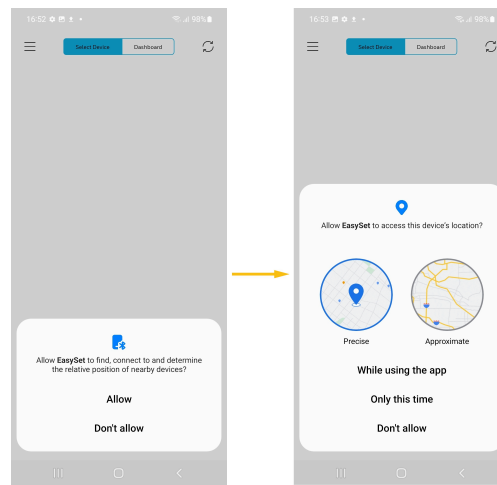 16:52
98%
Select Device
Dashboard
Allow EasySet to find, connect to and determine
the relative position of nearby devices?
Allow
Don't allow
16:53
98%
Select Device
Dashboard
Allow EasySet to access this device's location?
Precise
Approximate
While using the app
Only this time
Don't allow